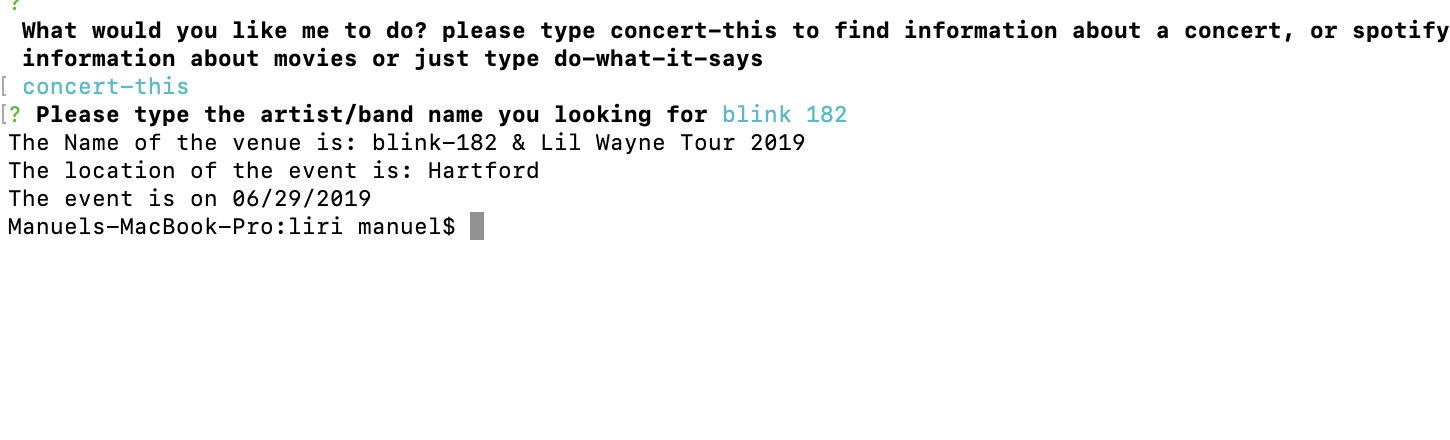 ?
What would you like me to do? please type concert-this to find information about a concert, or spotify
information about movies or just type do-what-it-says
[ concert-this
[? Please type the artist/band name you looking for blink 182
The Name of the venue is: blink-182 & Lil Wayne Tour 2019
The location of the event is: Hartford
The event is on 06/29/2019
Manuels-MacBook-Pro:liri manuel$